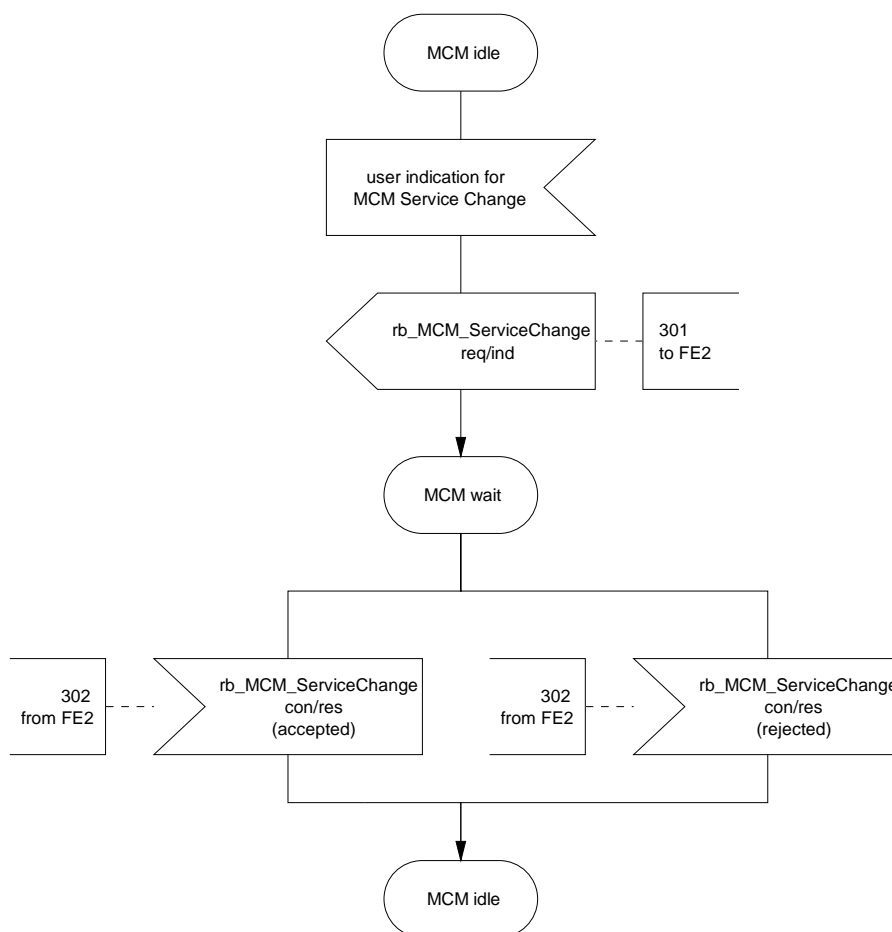 MCM idle
user indication for
MCM Service Change
rb_MCM_ServiceChange
req/ind
301
to FE2
MCM wait
302
from FE2
rb_MCM_ServiceChange
con/res
(accepted)
302
from FE2
rb_MCM_ServiceChange
con/res
(rejected)
MCM idle